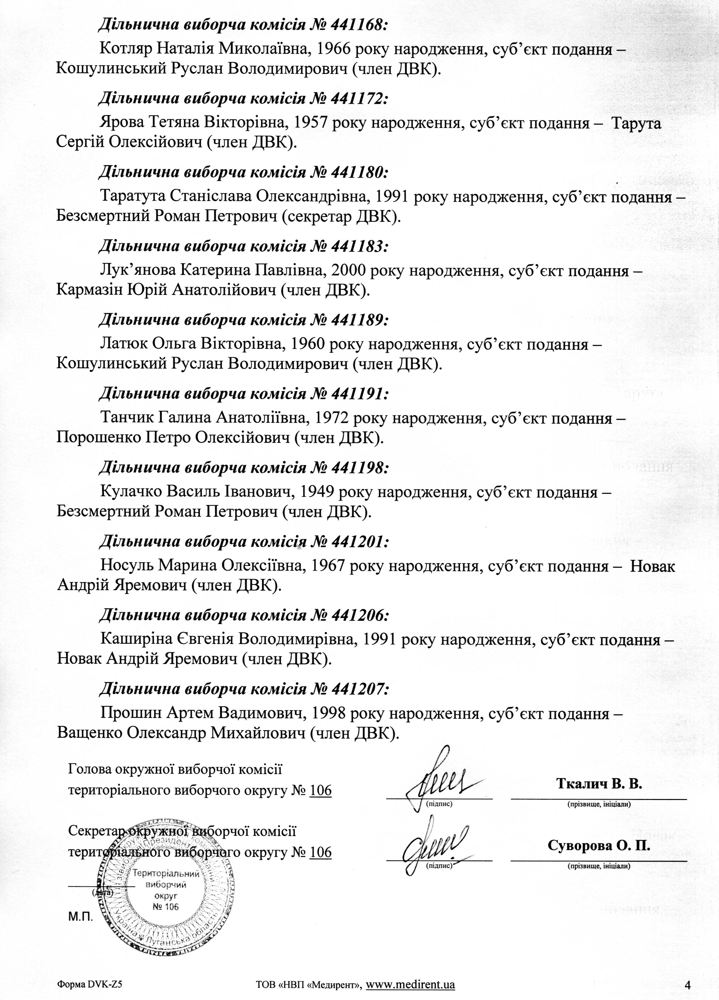 Дільнична виборча комісія № 441168:
Котляр Наталія Миколаївна, 1966 року народження, суб’єкт подання –
Кошулинський Руслан Володимирович (член ДВК).
Дільнична виборча комісія № 441172:
Ярова Тетяна Вікторівна, 1957 року народження, суб’єкт подання – Тарута
Сергій Олексійович (член ДВК).
Дільнична виборча комісія № 441180:
Таратута Станіслава Олександрівна, 1991 року народження, суб’єкт подання –
Безсмертний Роман Петрович (секретар ДВК).
Дільнична виборча комісія № 441183:
Лук’янова Катерина Павлівна, 2000 року народження, суб’єкт подання –
Кармазін Юрій Анатолійович (член ДВК).
Дільнична виборча комісія № 441189:
Латюк Ольга Вікторівна, 1960 року народження, суб’єкт подання –
Кошулинський Руслан Володимирович (член ДВК).
Дільнична виборча комісія № 441191:
Танчик Галина Анатоліївна, 1972 року народження, суб’єкт подання –
Порошенко Петро Олексійович (член ДВК).
Дільнична виборча комісія № 441198:
Кулачко Василь Іванович, 1949 року народження, суб’єкт подання –
Безсмертний Роман Петрович (член ДВК).
Дільнична виборча комісія № 441201:
Носуль Марина Олексіївна, 1967 року народження, суб’єкт подання – Новак
Андрій Яремович (член ДВК).
Дільнична виборча комісія № 441206:
Каширіна Євгенія Володимирівна, 1991 року народження, суб’єкт подання –
Новак Андрій Яремович (член ДВК).
Дільнична виборча комісія № 441207:
Прошин Артем Вадимович, 1998 року народження, суб’єкт подання –
Ващенко Олександр Михайлович (член ДВК).
Голова окружної виборчої комісії
територіального виборчого округу № 106
Ткалич В. В.
(підпис) (прізвище, ініціали)
Секретар окружної виборчої комісії
територіального виборчого округу № 106
Суворова О. П.
(підпис) (прізвище, ініціали)
(дата)
М.П.
з виборів Президента України
Територіальний
виборчий
округ
№ 106
Україна * Луганська область
Форма DVK-Z5 ТОВ «НВП «Медирент», www.medirent.ua 4